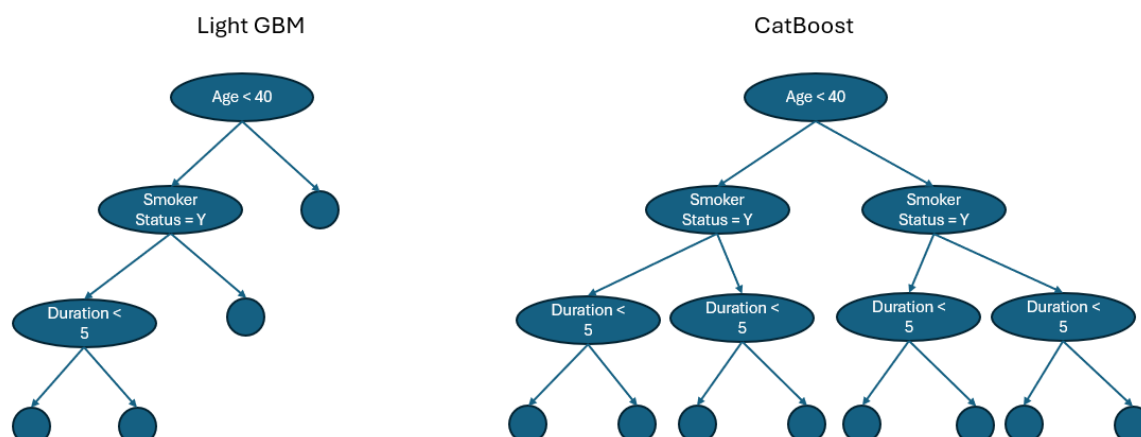 Light GBM
CatBoost
Age < 40
Age < 40
Smoker
Status = Y
Smoker
Status = Y
Smoker
Status = Y
Duration <
5
Duration <
5
Duration <
5
Duration <
5
Duration <
5